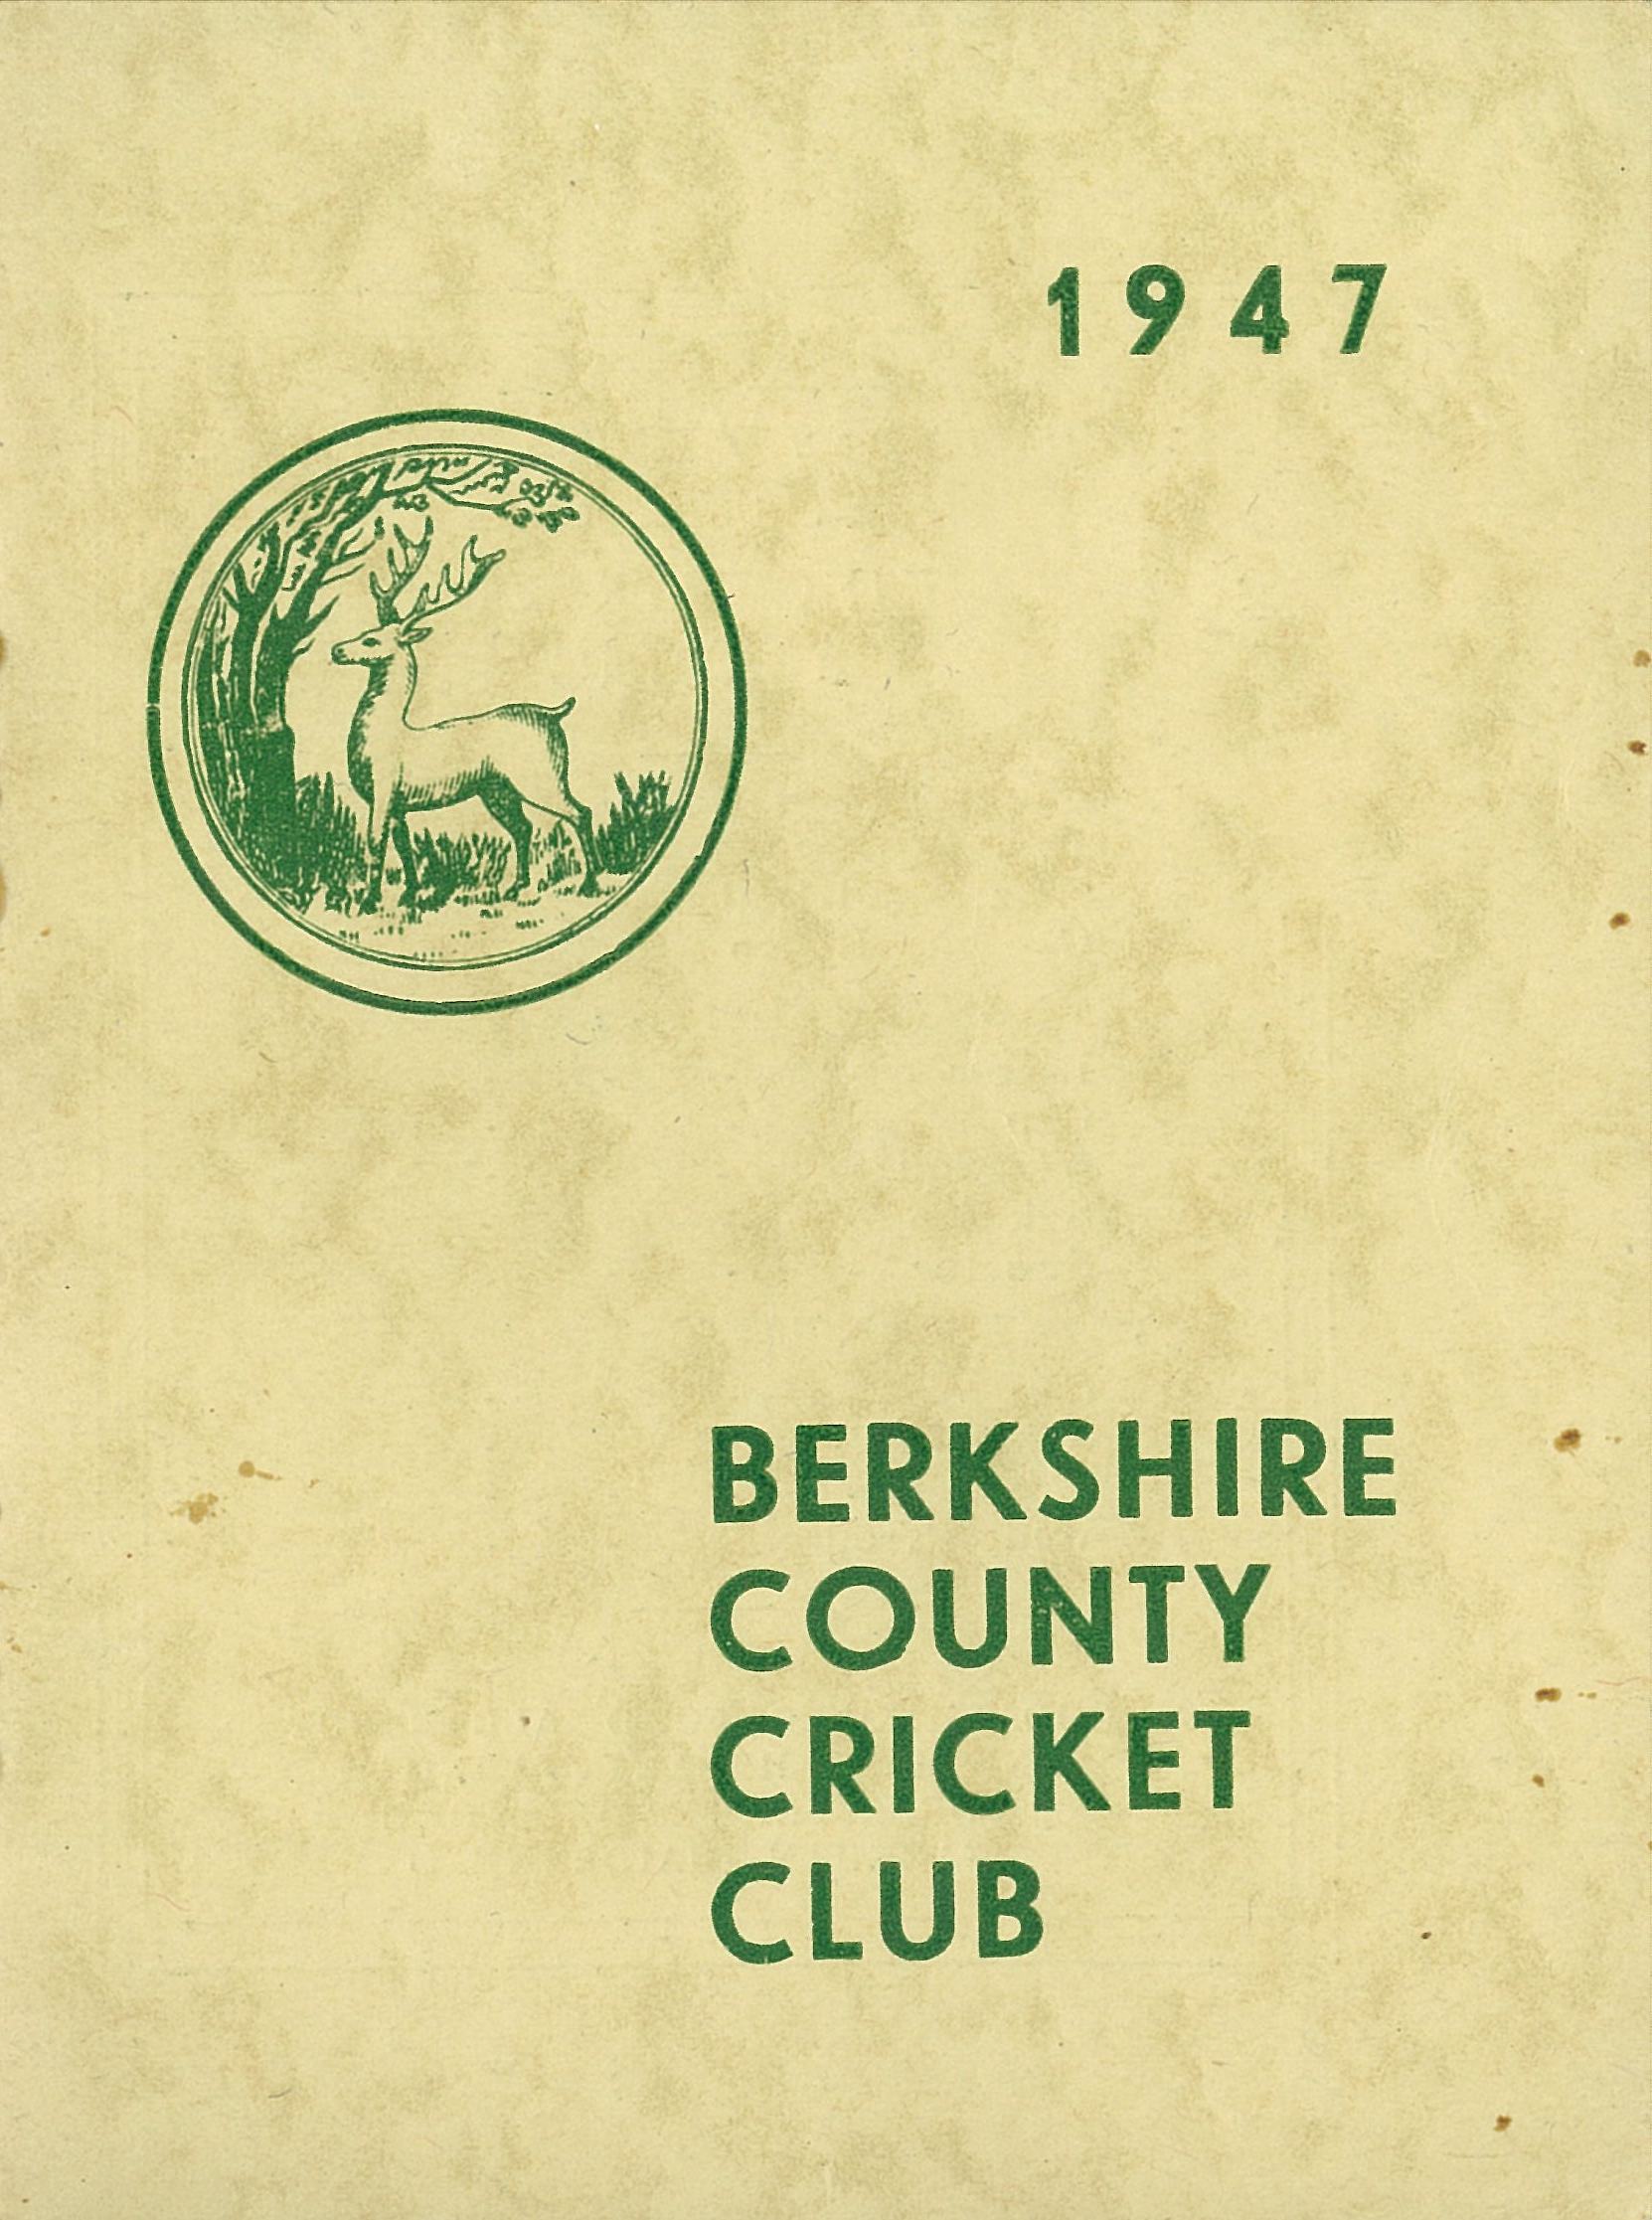 1947
BERKSHIRE
COUNTY
CRICKET
CLUB